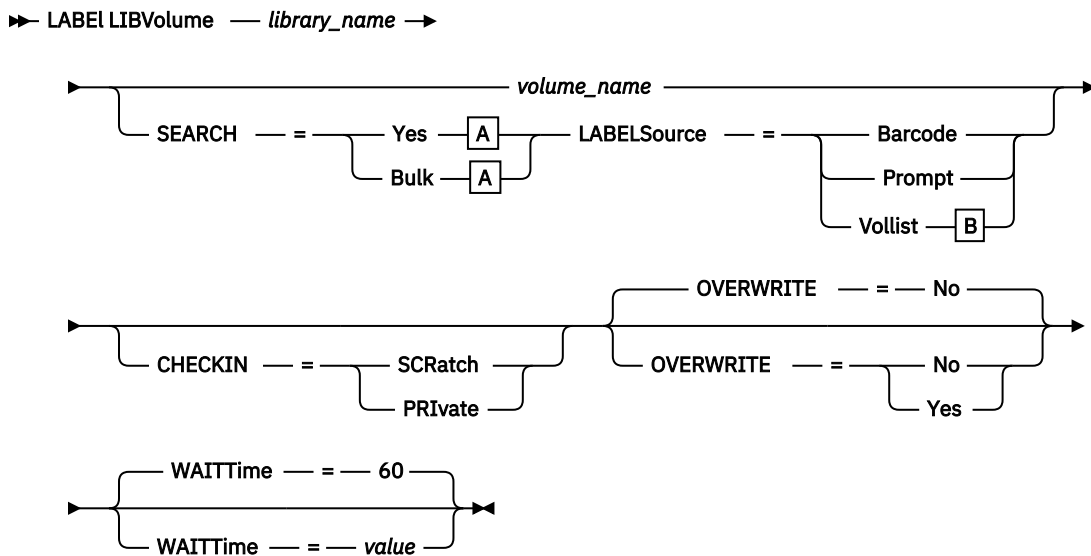 LABEl LIBVolume library_name
volume_name
SEARCH = Yes A LABELSource = Barcode
Bulk A Prompt
Vollist B
OVERWRITE = No
CHECKIN = SCRatch OVERWRITE = No
PRIvate Yes
WAITTime = 60
WAITTime = value